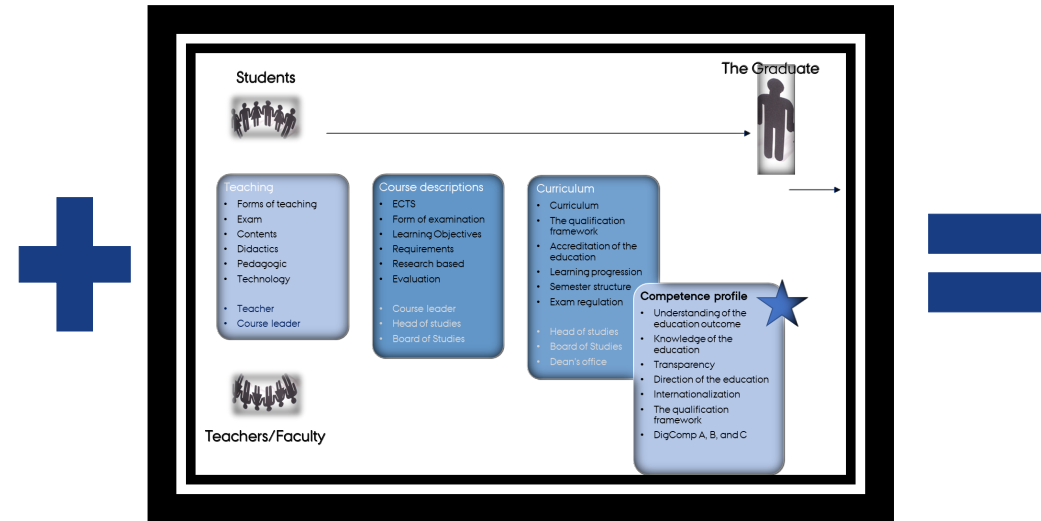 Students
The Graduate
Teaching
• Forms of teaching
• Exam
• Contents
• Didactics
• Pedagogic
• Technology
• Teacher
• Course leader
Course descriptions
• ECTS
• Form of examination
• Learning Objectives
• Requirements
• Research based
• Evaluation
• Course leader
• Head of studies
• Board of Studies
Curriculum
• Curriculum
• The qualification
framework
• Accreditation of the
education
• Learning progression
• Semester structure
• Exam regulation
• Head of studies
• Board of Studies
• Dean's office
Competence profile
• Understanding of the
education outcome
• Knowledge of the
education
• Transparency
• Direction of the education
• Internationalization
• The qualification
framework
• DigComp A, B, and C
Teachers/Faculty